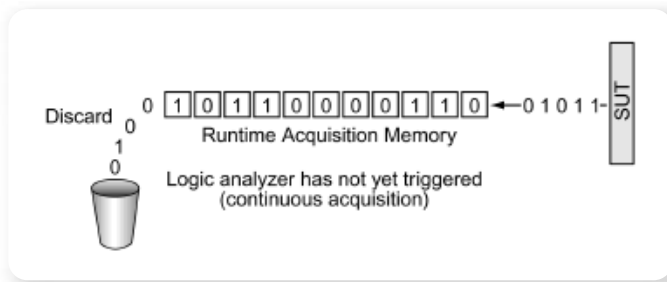 0 1 0 1 1 0 0 0 0 1 1 0 0 1 0 1 1 SUT
Discard 0
Runtime Acquisition Memory
1
0
Logic analyzer has not yet triggered
(continuous acquisition)